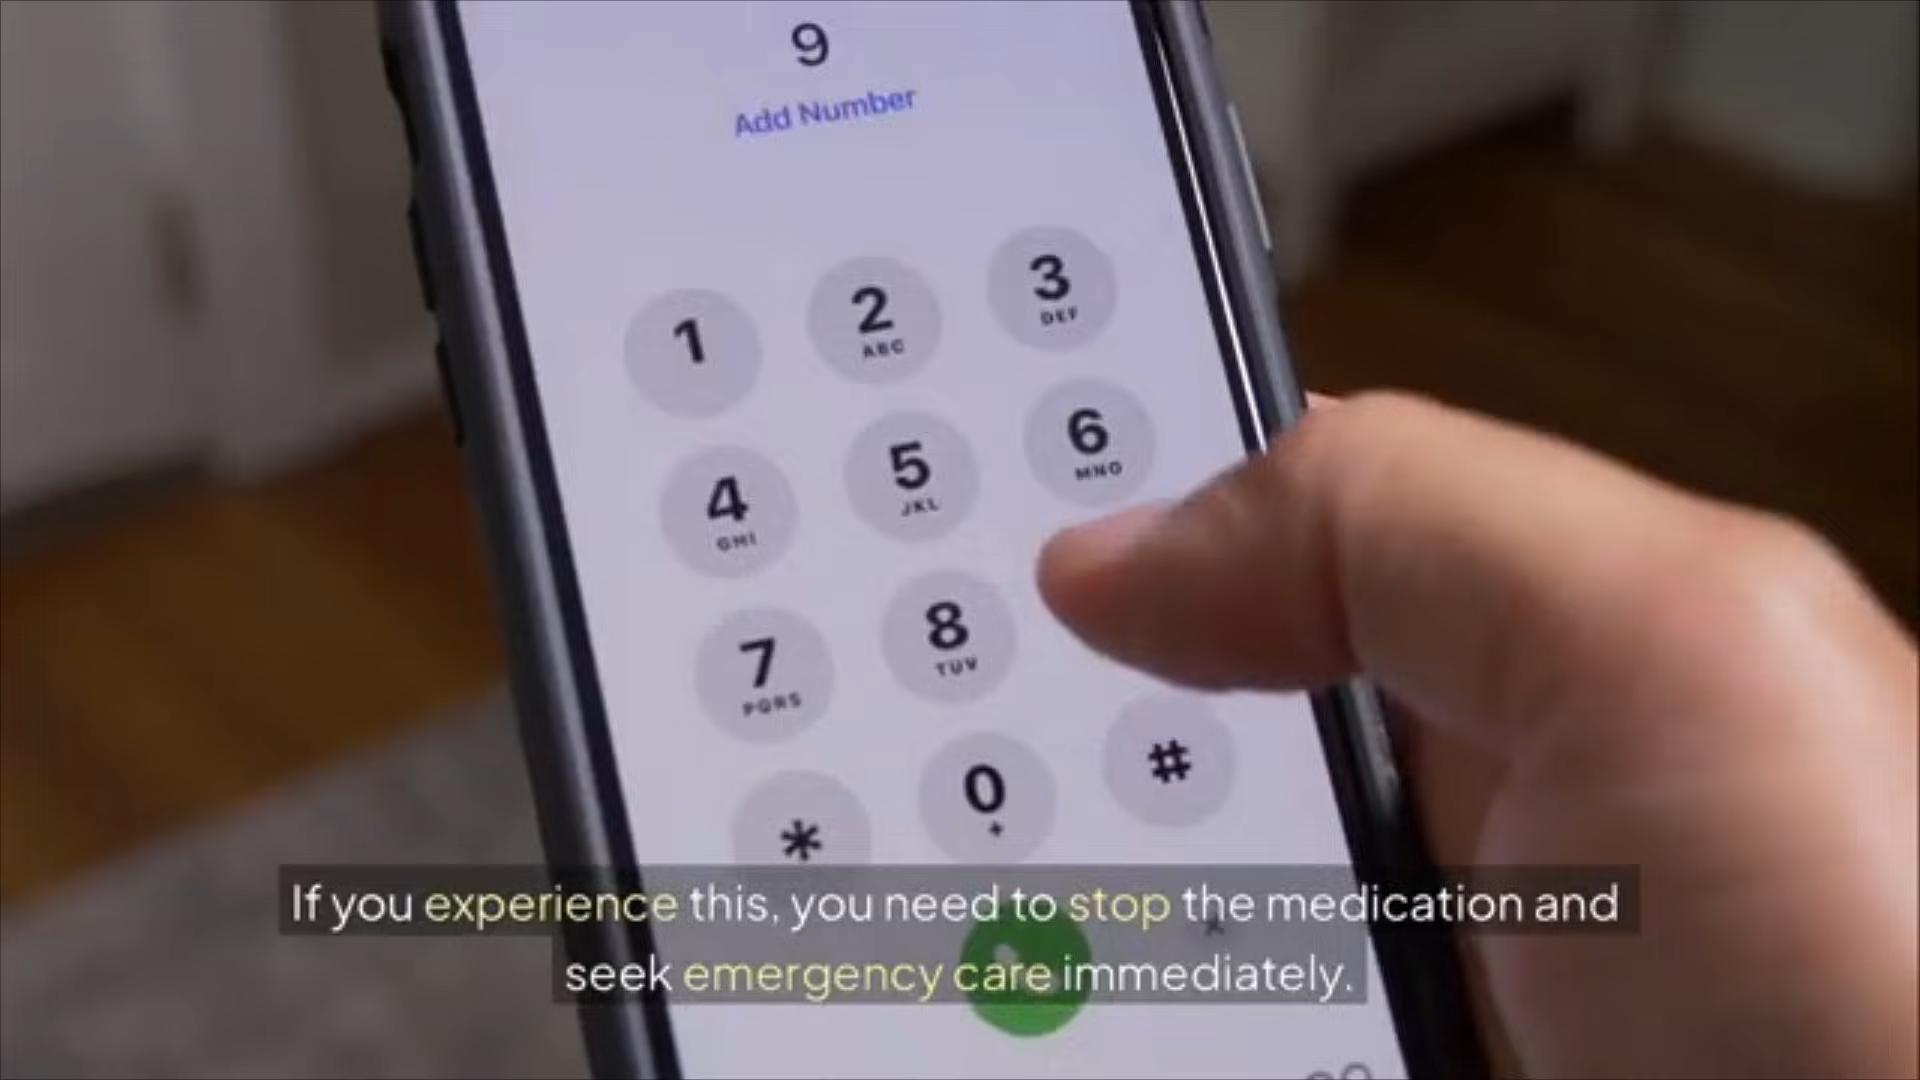 9
Add Number
1
2
ABC
3
DEF
4
GHI
5
JKL
6
MNO
7
PQRS
8
TUV
*
0
+
#
If you experience this, you need to stop the medication and
seek emergency care immediately.